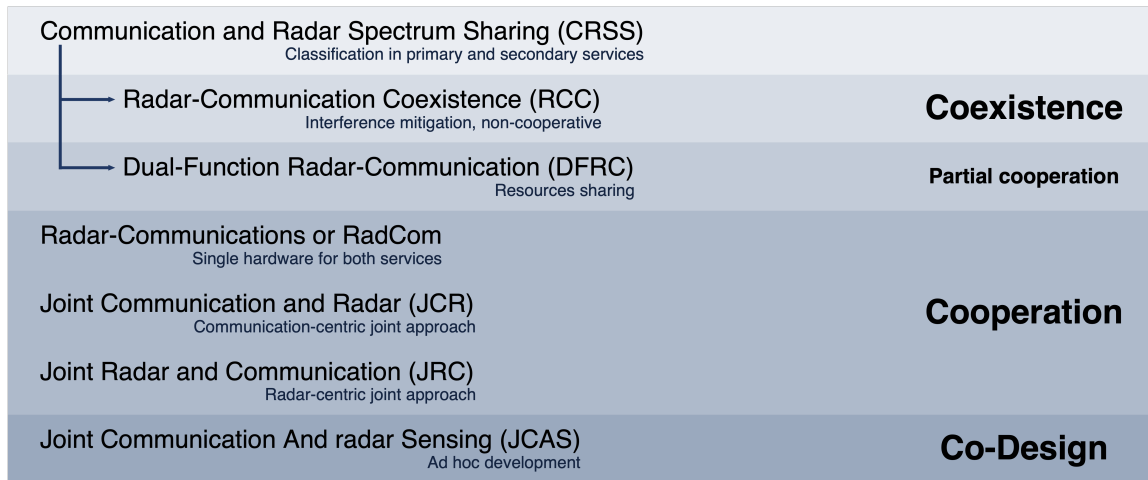 Communication and Radar Spectrum Sharing (CRSS)
Classification in primary and secondary services
Radar-Communication Coexistence (RCC)
Interference mitigation, non-cooperative
Coexistence
Dual-Function Radar-Communication (DFRC)
Resources sharing
Partial cooperation
Radar-Communications or RadCom
Single hardware for both services
Joint Communication and Radar (JCR)
Communication-centric joint approach
Cooperation
Joint Radar and Communication (JRC)
Radar-centric joint approach
Joint Communication And radar Sensing (JCAS)
Ad hoc development
Co-Design